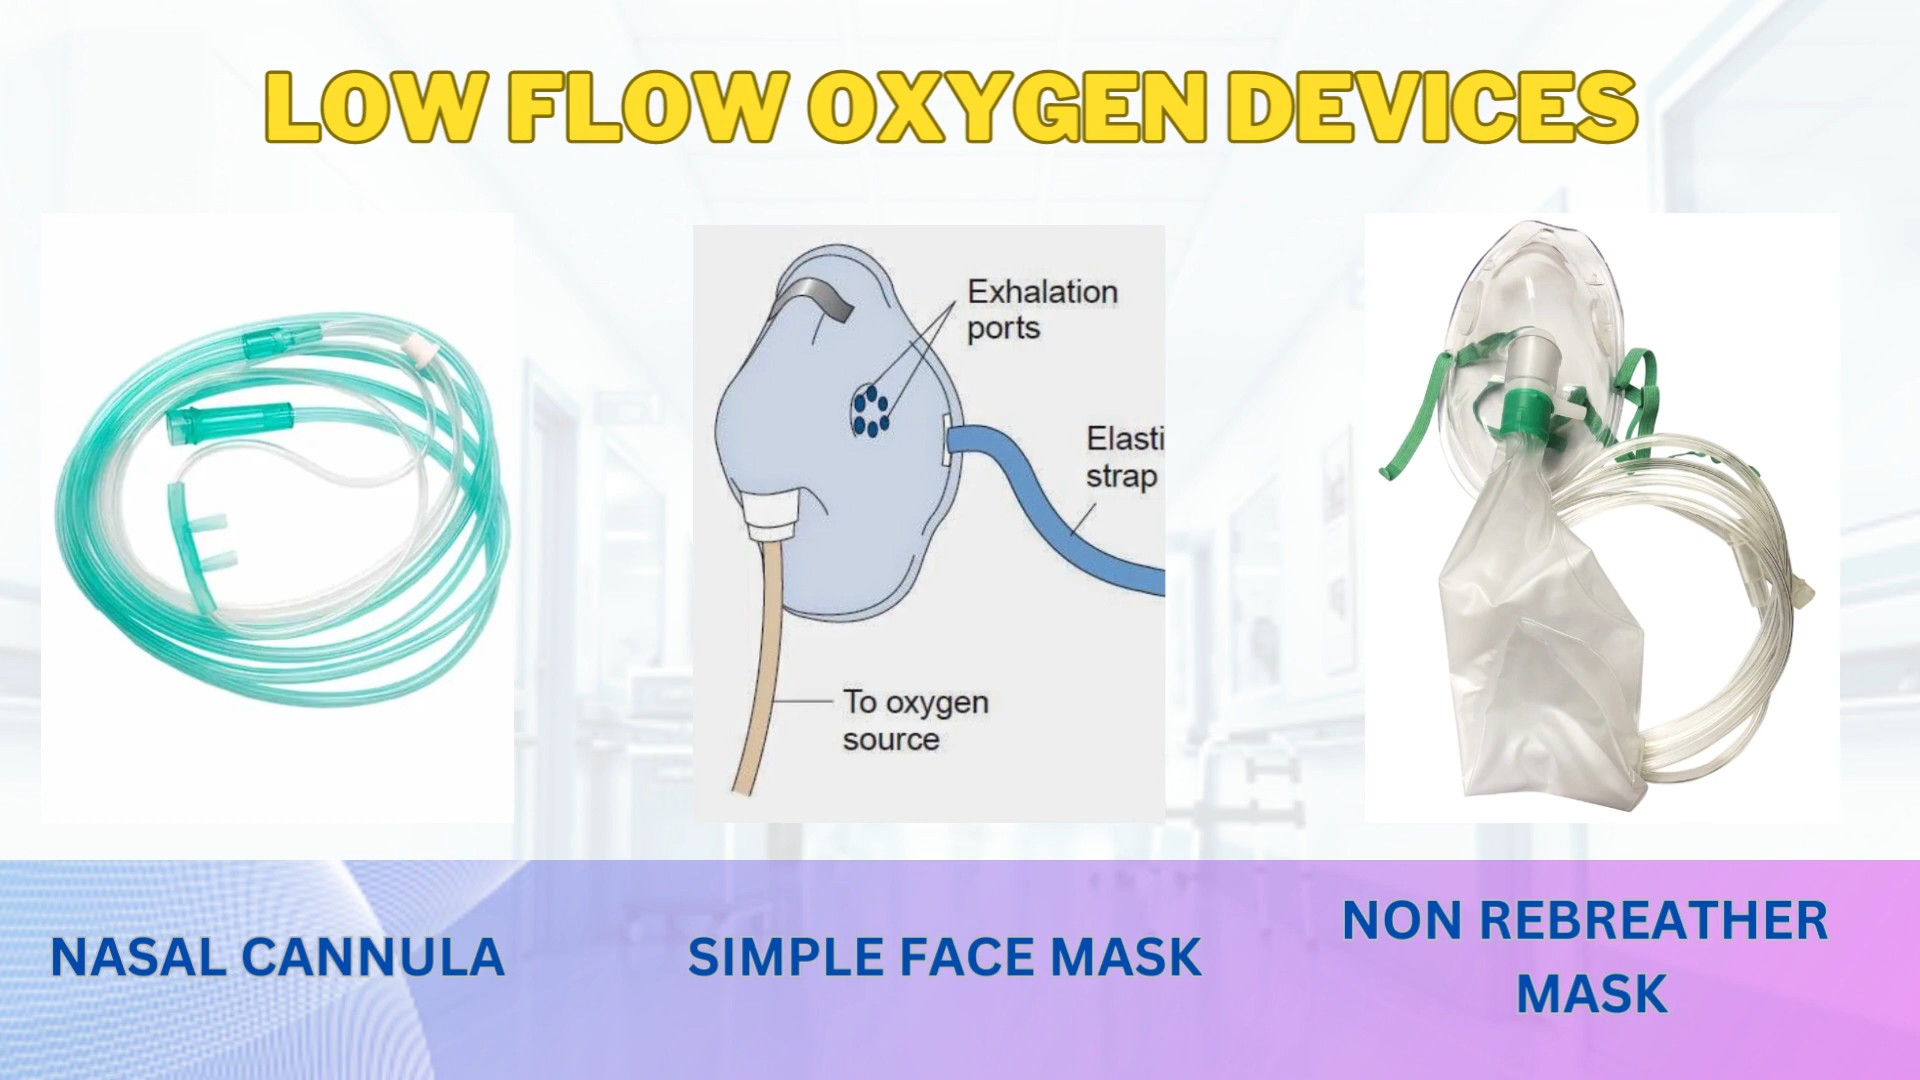 LOW FLOW OXYGEN DEVICES
Exhalation
ports
Elasti
strap
To oxygen
source
NASAL CANNULA
SIMPLE FACE MASK
NON REBREATHER
MASK